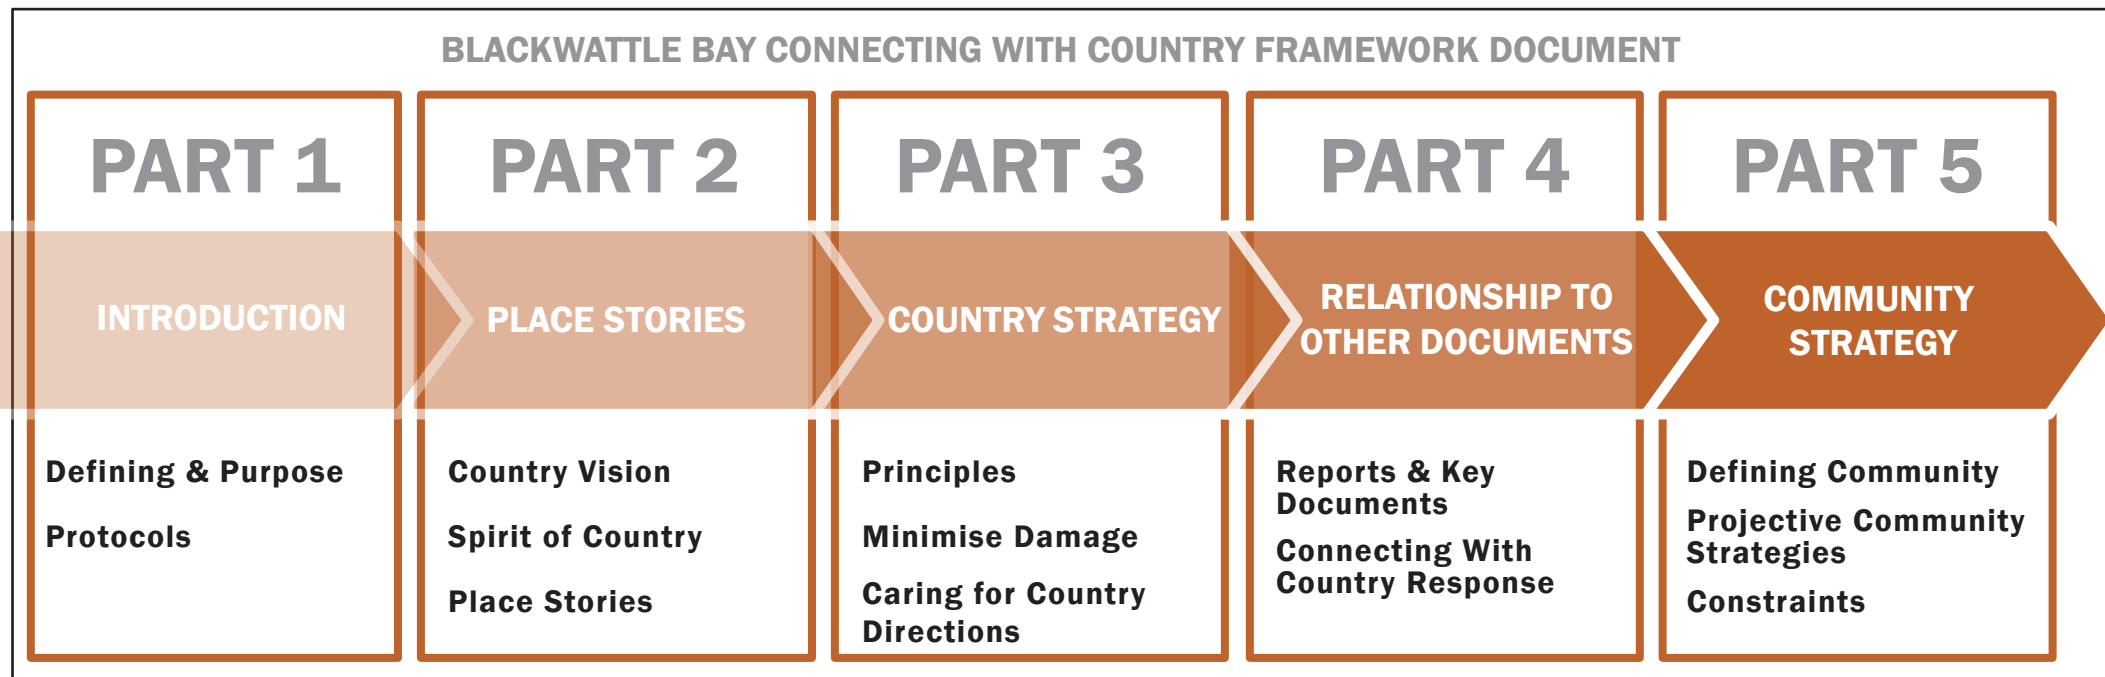 BLACKWATTLE BAY CONNECTING WITH COUNTRY FRAMEWORK DOCUMENT
PART 1
INTRODUCTION
Defining & Purpose
Protocols
PART 2
PLACE STORIES
Country Vision
Spirit of Country
Place Stories
PART 3
COUNTRY STRATEGY
Principles
Minimise Damage
Caring for Country
Directions
PART 4
RELATIONSHIP TO
OTHER DOCUMENTS
Reports & Key
Documents
Connecting With
Country Response
PART 5
COMMUNITY
STRATEGY
Defining Community
Projective Community
Strategies
Constraints